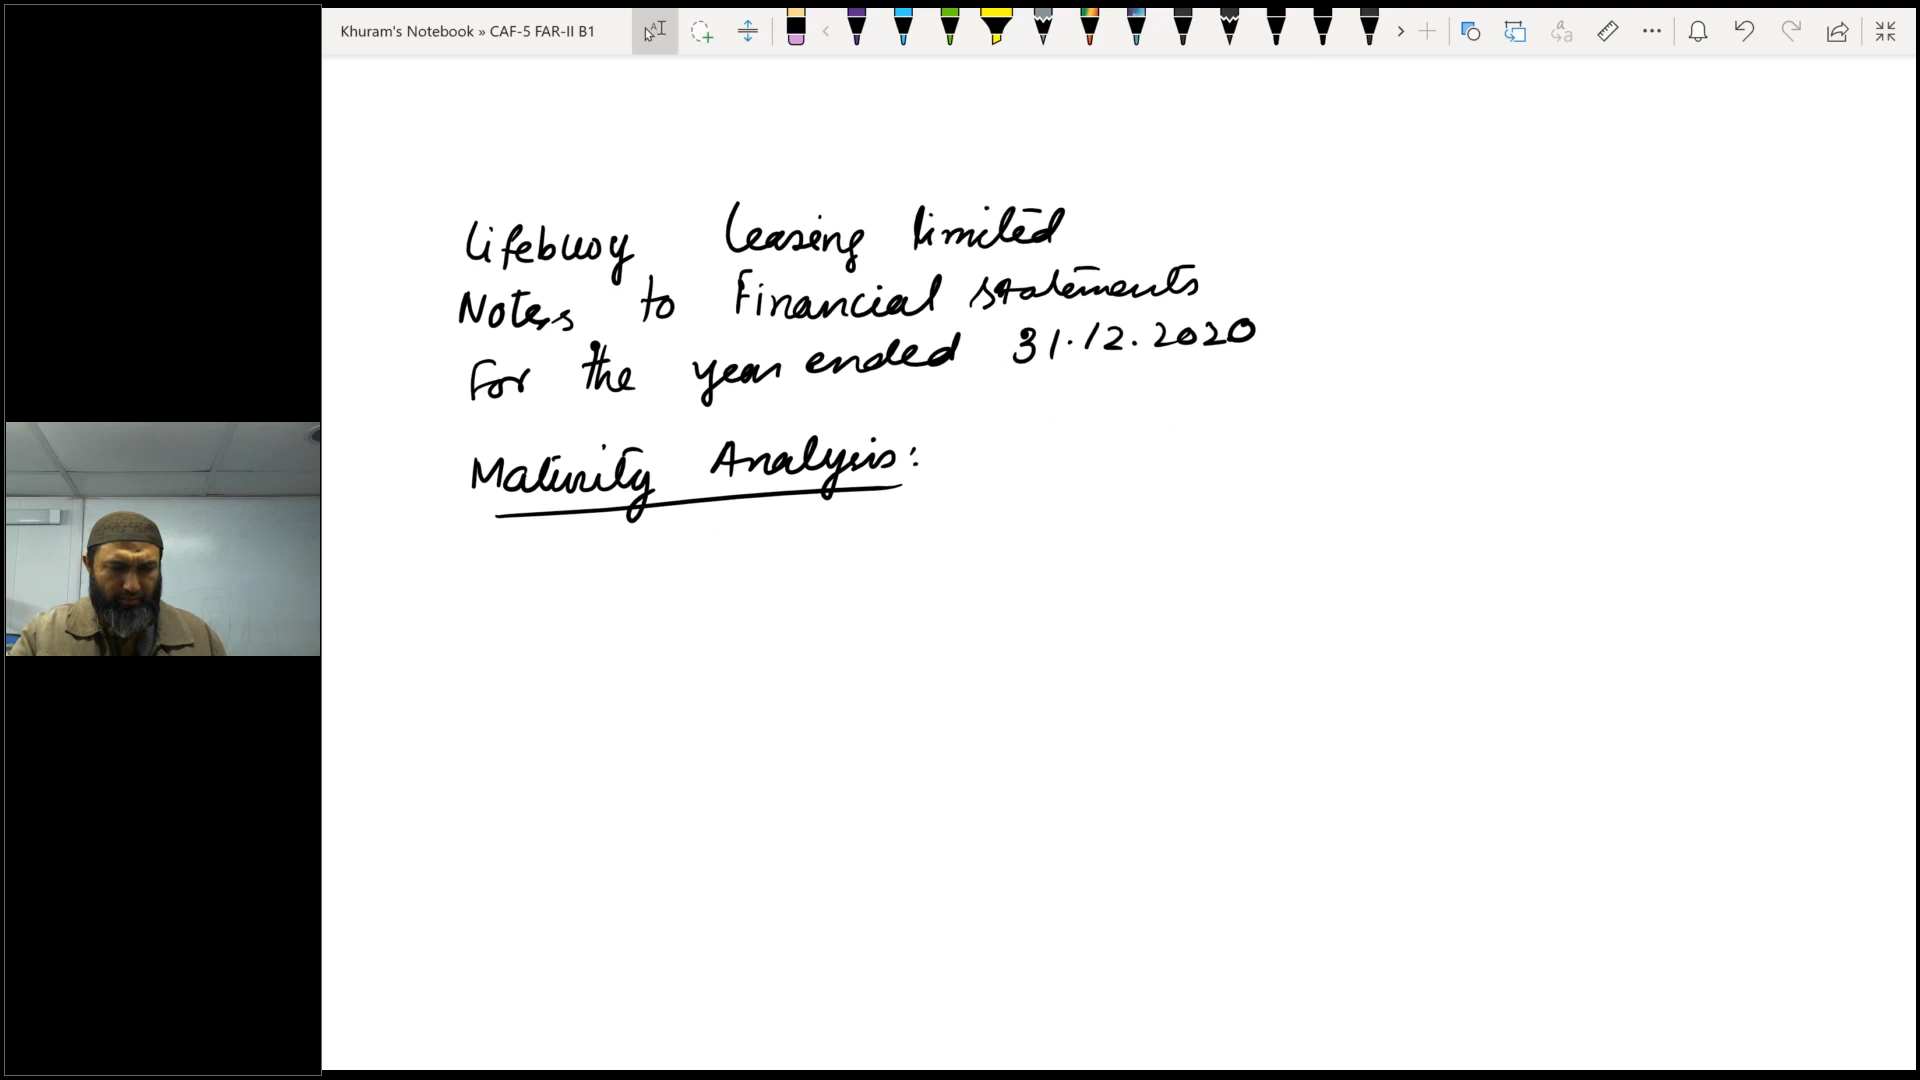 Khuram's Notebook » CAF-5 FAR-II B1
Lifebuoy Leasing limited
Notes to Financial statements
For the year ended 31.12.2020
Maturity Analysis: